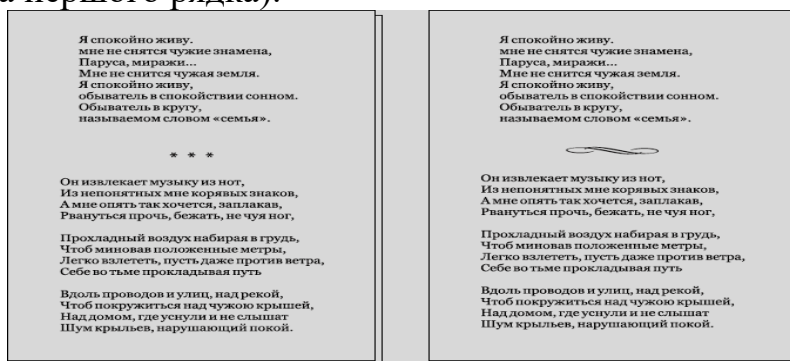 а першого рядка).
Я спокойно живу.
мне не снятся чужие знамена,
Паруса, миражи...
Мне не снится чужая земля.
Я спокойно живу,
обыватель в спокойствии сонном.
Обыватель в кругу,
называемом словом «семья».
* * *
Он извлекает музыку из нот,
Из непонятных мне корявых знаков,
А мне опять так хочется, заплакав,
Рвануться прочь, бежать, не чуя ног,
Прохладный воздух набирая в грудь,
Чтоб миновав положенные метры,
Легко взлететь, пусть даже против ветра,
Себе во тьме прокладывая путь
Вдоль проводов и улиц, над рекой,
Чтоб покружиться над чужою крышей,
Над домом, где уснули и не слышат
Шум крыльев, нарушающий покой.
Я спокойно живу.
мне не снятся чужие знамена,
Паруса, миражи...
Мне не снится чужая земля.
Я спокойно живу,
обыватель в спокойствии сонном.
Обыватель в кругу,
называемом словом «семья».
Он извлекает музыку из нот,
Из непонятных мне корявых знаков,
А мне опять так хочется, заплакав,
Рвануться прочь, бежать, не чуя ног,
Прохладный воздух набирая в грудь,
Чтоб миновав положенные метры,
Легко взлететь, пусть даже против ветра,
Себе во тьме прокладывая путь
Вдоль проводов и улиц, над рекой,
Чтоб покружиться над чужою крышей,
Над домом, где уснули и не слышат
Шум крыльев, нарушающий покой.